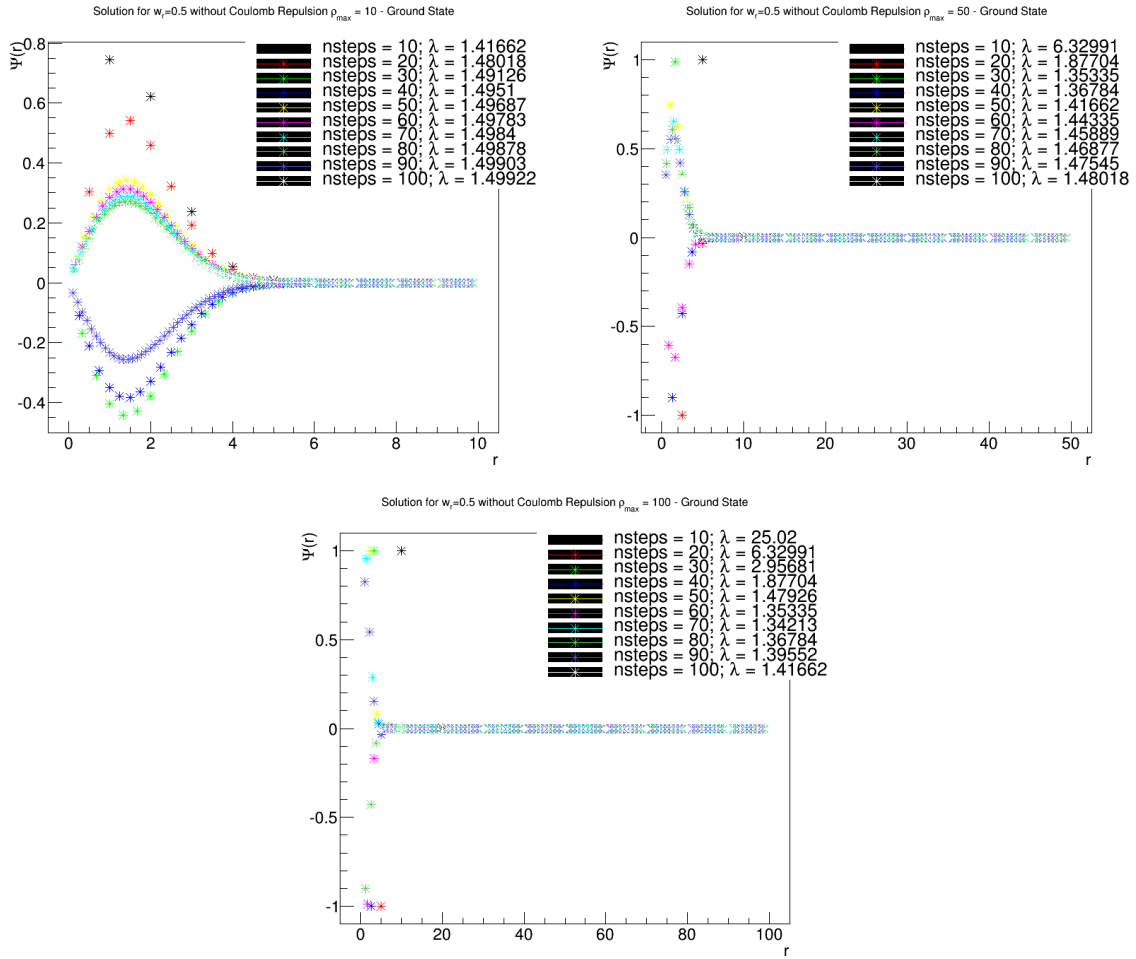 Solution for wr=0.5 without Coulomb Repulsion ρmax = 10 - Ground State
Ψ(r)
0.8
0.6
0.4
0.2
0
-0.2
-0.4
0 2 4 6 8 10
r
nsteps = 10; λ = 1.41662
nsteps = 20; λ = 1.48018
nsteps = 30; λ = 1.49126
nsteps = 40; λ = 1.4951
nsteps = 50; λ = 1.49687
nsteps = 60; λ = 1.49783
nsteps = 70; λ = 1.4984
nsteps = 80; λ = 1.49878
nsteps = 90; λ = 1.49903
nsteps = 100; λ = 1.49922
Solution for wr=0.5 without Coulomb Repulsion ρmax = 50 - Ground State
Ψ(r)
1
0.5
0
-0.5
-1
0 10 20 30 40 50
r
nsteps = 10; λ = 6.32991
nsteps = 20; λ = 1.87704
nsteps = 30; λ = 1.35335
nsteps = 40; λ = 1.36784
nsteps = 50; λ = 1.41662
nsteps = 60; λ = 1.44335
nsteps = 70; λ = 1.45889
nsteps = 80; λ = 1.46877
nsteps = 90; λ = 1.47545
nsteps = 100; λ = 1.48018
Solution for wr=0.5 without Coulomb Repulsion ρmax = 100 - Ground State
Ψ(r)
1
0.5
0
-0.5
-1
0 20 40 60 80 100
r
nsteps = 10; λ = 25.02
nsteps = 20; λ = 6.32991
nsteps = 30; λ = 2.95681
nsteps = 40; λ = 1.87704
nsteps = 50; λ = 1.47926
nsteps = 60; λ = 1.35335
nsteps = 70; λ = 1.34213
nsteps = 80; λ = 1.36784
nsteps = 90; λ = 1.39552
nsteps = 100; λ = 1.41662